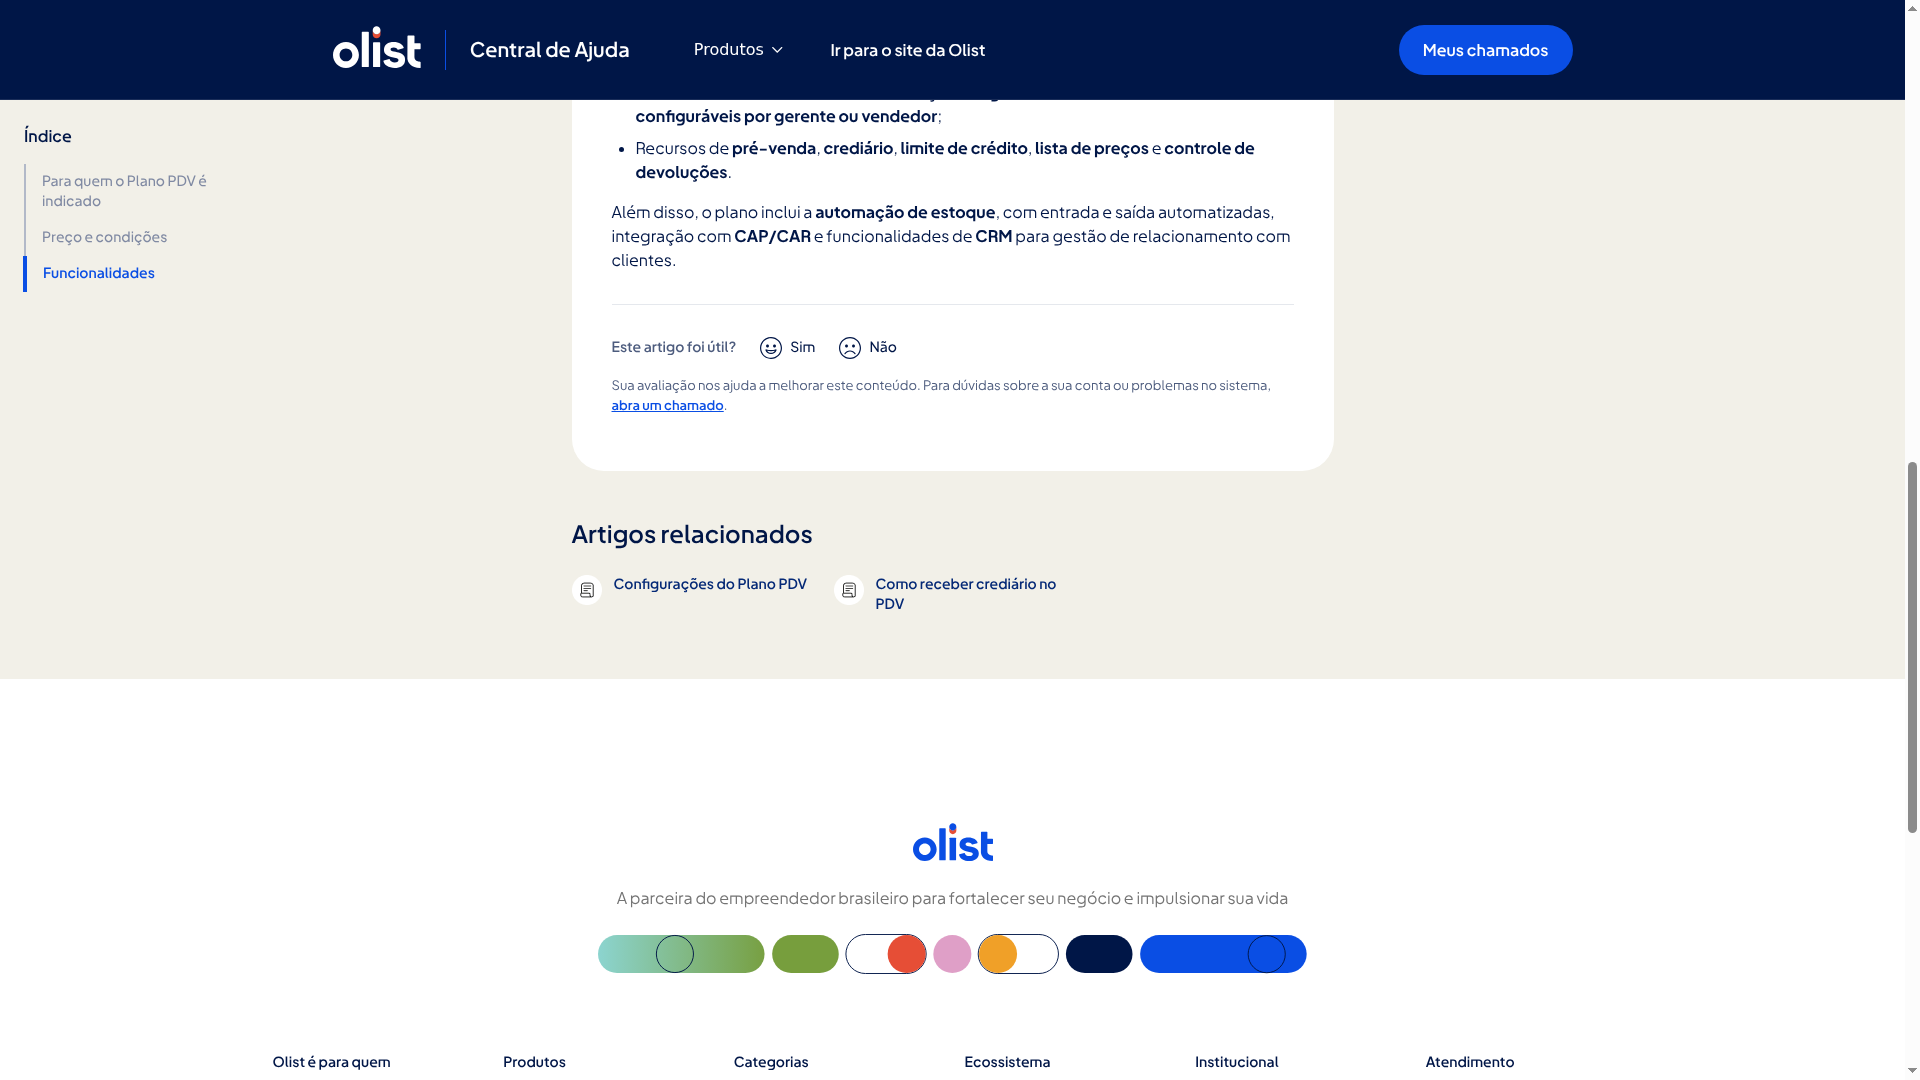 olist
Central de Ajuda
Produtos
Ir para o site da Olist
Meus chamados
Índice
Para quem o Plano PDV é
indicado
Preço e condições
Funcionalidades
configuráveis por gerente ou vendedor;
• Recursos de pré-venda, crediário, limite de crédito, lista de preços e controle de
devoluções.
Além disso, o plano inclui a automação de estoque, com entrada e saída automatizadas,
integração com CAP/CAR e funcionalidades de CRM para gestão de relacionamento com
clientes.
Este artigo foi útil?
Sim
Não
Sua avaliação nos ajuda a melhorar este conteúdo. Para dúvidas sobre a sua conta ou problemas no sistema,
abra um chamado.
Artigos relacionados
Configurações do Plano PDV
Como receber crediário no
PDV
olist
A parceira do empreendedor brasileiro para fortalecer seu negócio e impulsionar sua vida
Olist é para quem
Produtos
Categorias
Ecossistema
Institucional
Atendimento